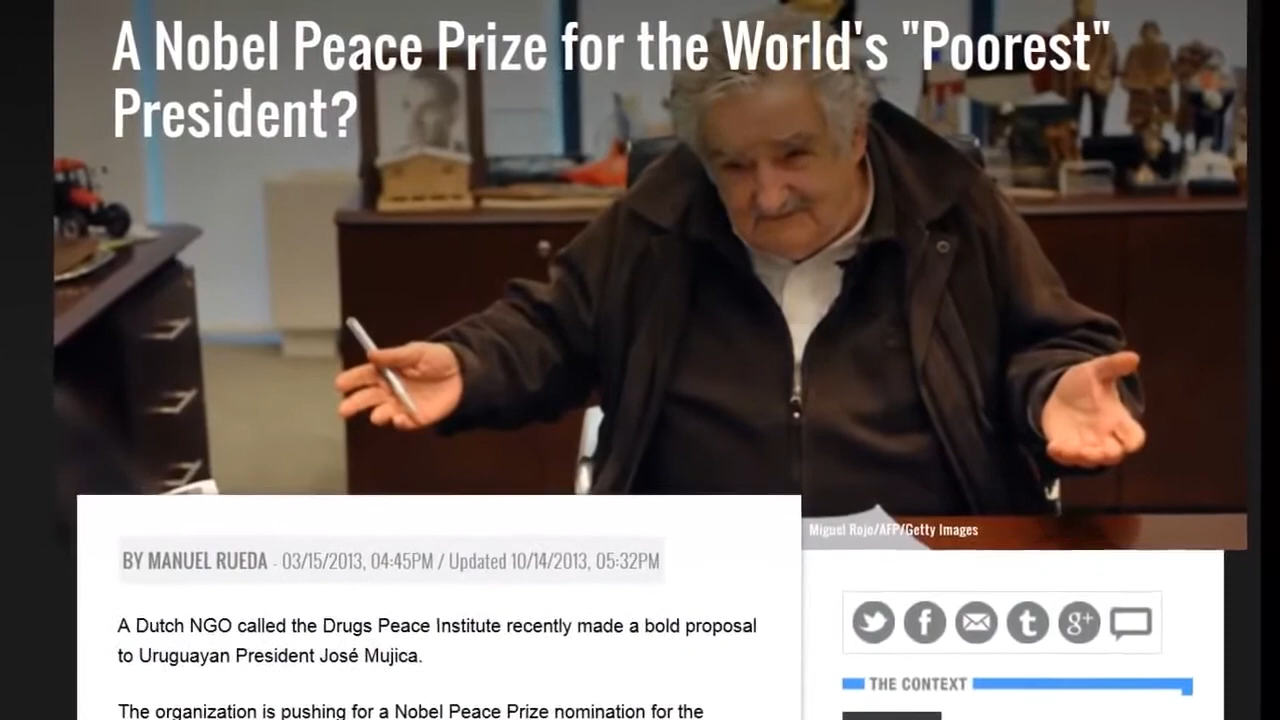 A Nobel Peace Prize for the World's "Poorest"
President?
Miguel Rojo/AFP/Getty Images
BY MANUEL RUEDA - 03/15/2013, 04:45PM / Updated 10/14/2013, 05:32PM
A Dutch NGO called the Drugs Peace Institute recently made a bold proposal
to Uruguayan President José Mujica.
The organization is pushing for a Nobel Peace Prize nomination for the
THE CONTEXT